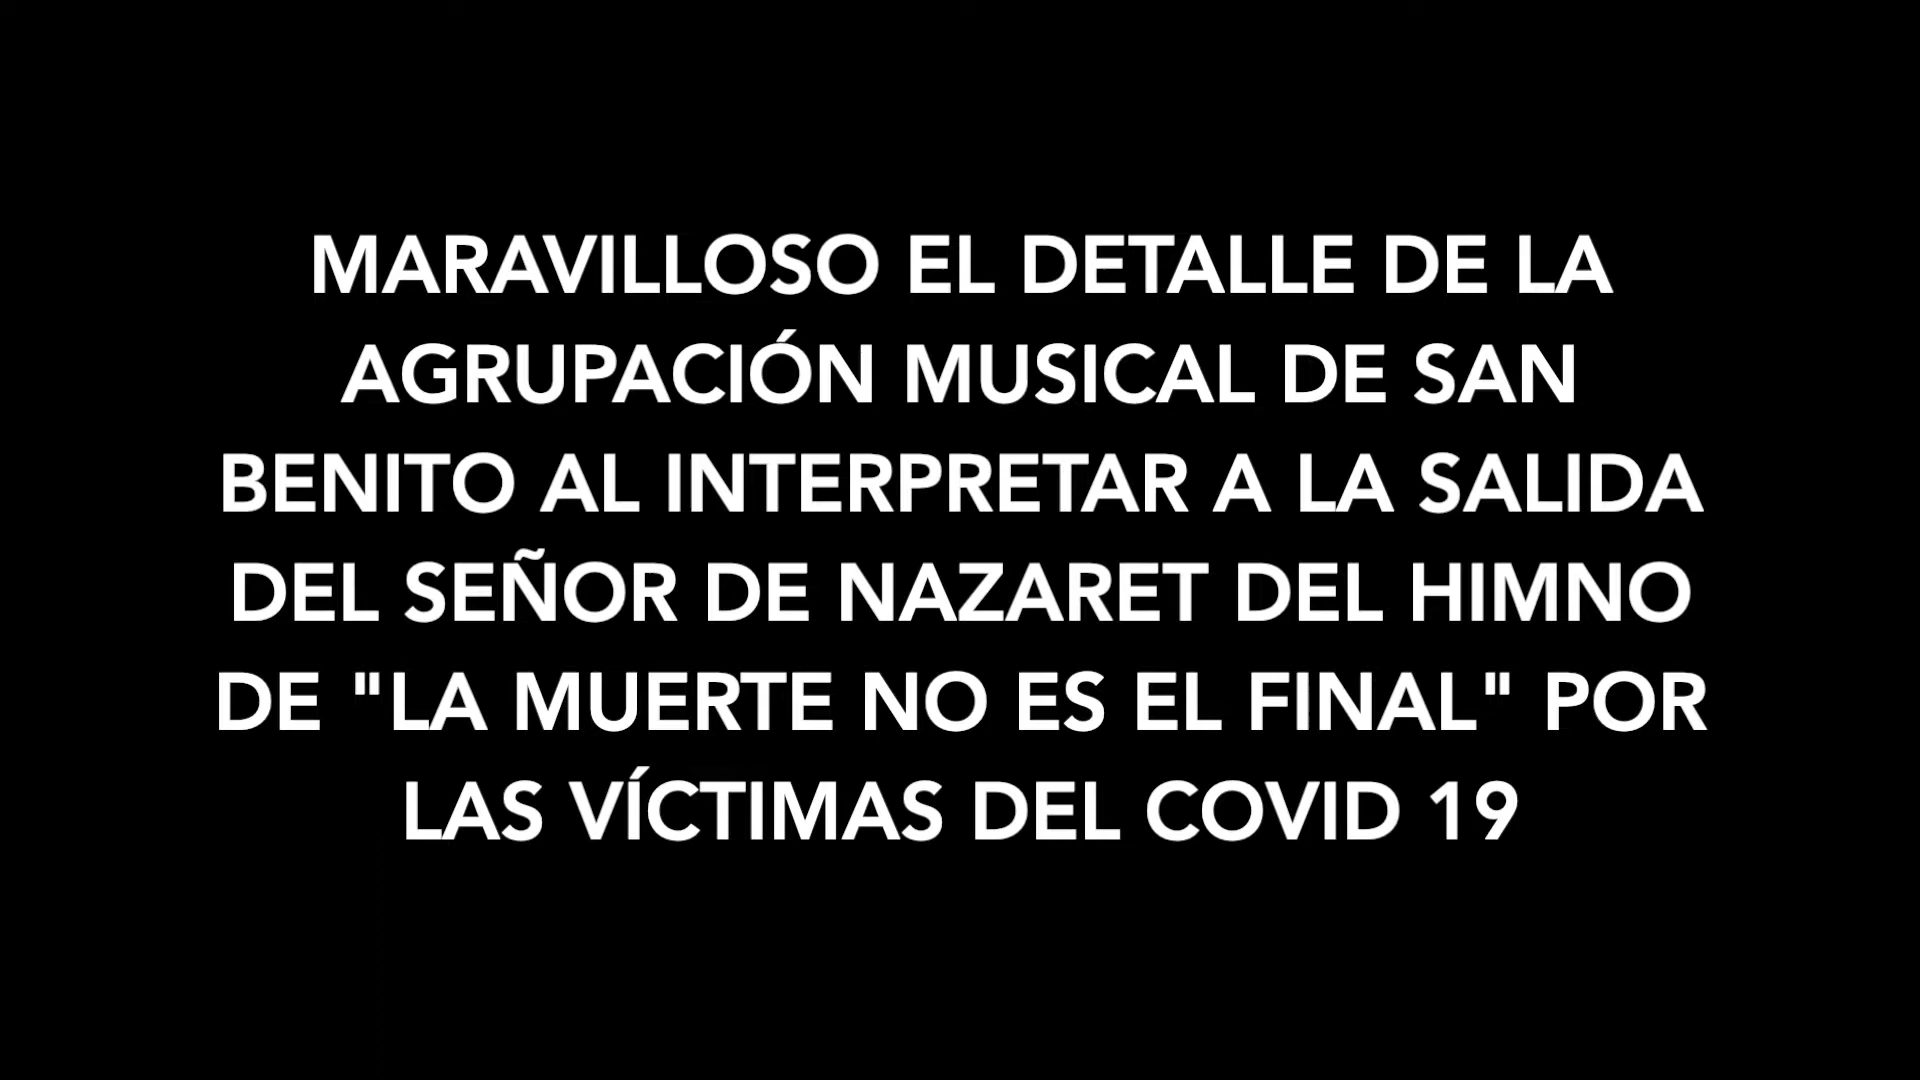 MARAVILLOSO EL DETALLE DE LA
AGRUPACIÓN MUSICAL DE SAN
BENITO AL INTERPRETAR A LA SALIDA
DEL SEÑOR DE NAZARET DEL HIMNO
DE "LA MUERTE NO ES EL FINAL" POR
LAS VÍCTIMAS DEL COVID 19